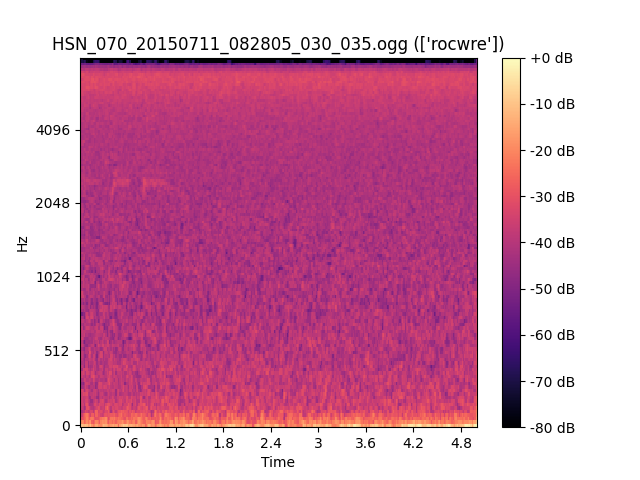 HSN_070_20150711_082805_030_035.ogg (['rocwre'])
Hz
4096
2048
1024
512
0
0 0.6 1.2 1.8 2.4 3 3.6 4.2 4.8
Time
+0 dB
-10 dB
-20 dB
-30 dB
-40 dB
-50 dB
-60 dB
-70 dB
-80 dB